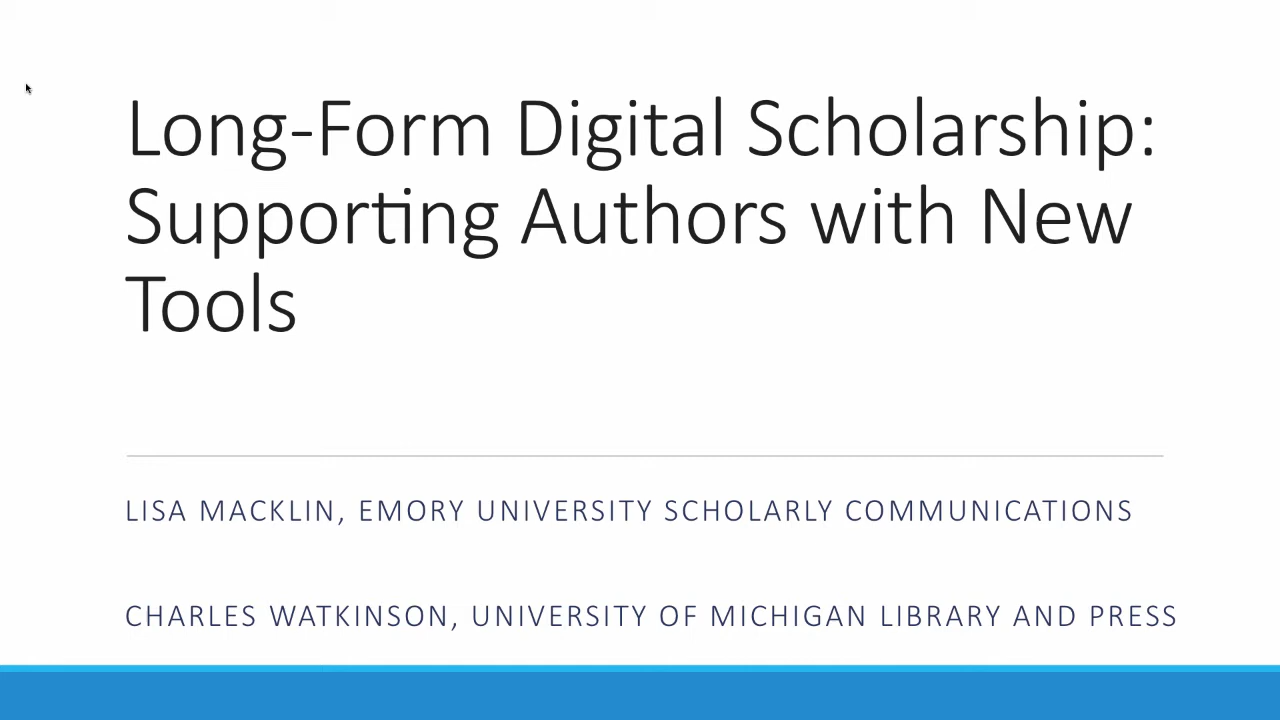 Long-Form Digital Scholarship:
Supporting Authors with New
Tools
LISA MACKLIN, EMORY UNIVERSITY SCHOLARLY COMMUNICATIONS
CHARLES WATKINSON, UNIVERSITY OF MICHIGAN LIBRARY AND PRESS